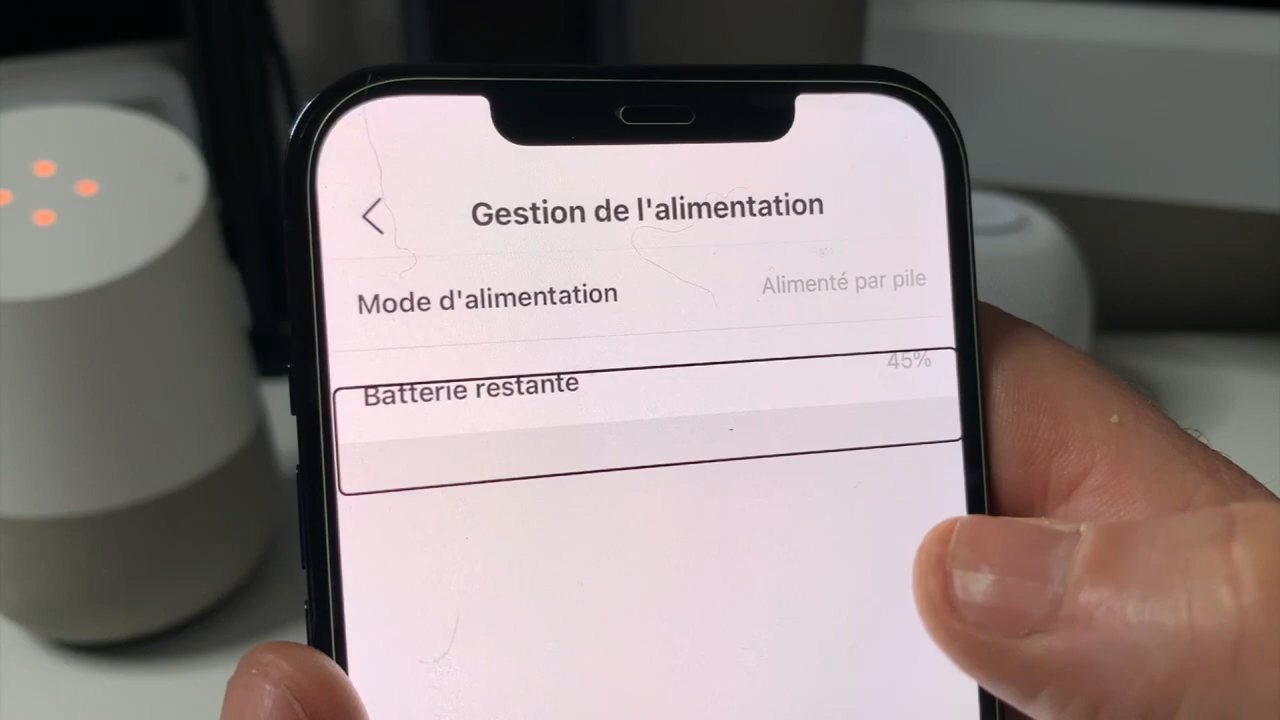 Gestion de l'alimentation
Mode d'alimentation Alimenté par pile
Batterie restante 45%